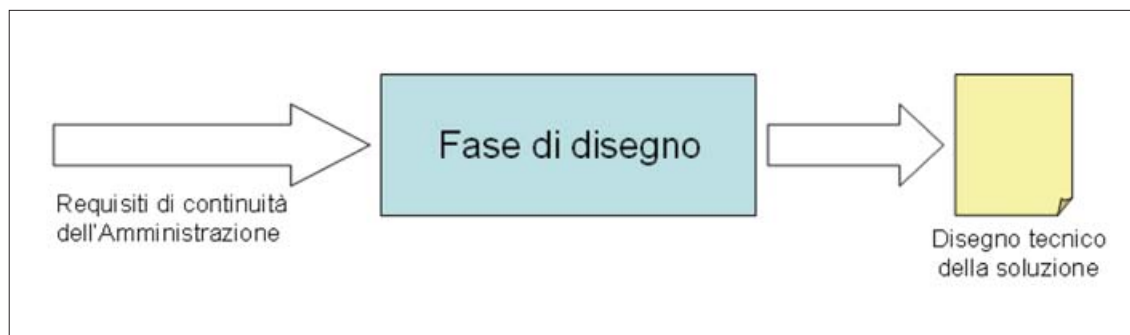 Fase di disegno
Requisiti di continuità
dell'Amministrazione
Disegno tecnico
della soluzione